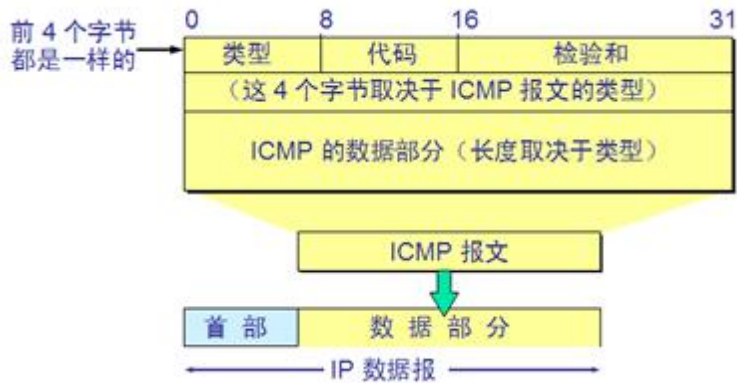 0 8 16 31
前 4 个字节
都是一样的
类型 代码 检验和
（这 4 个字节取决于 ICMP 报文的类型）
ICMP 的数据部分（长度取决于类型）
ICMP 报文
首 部 数 据 部 分
IP 数据报